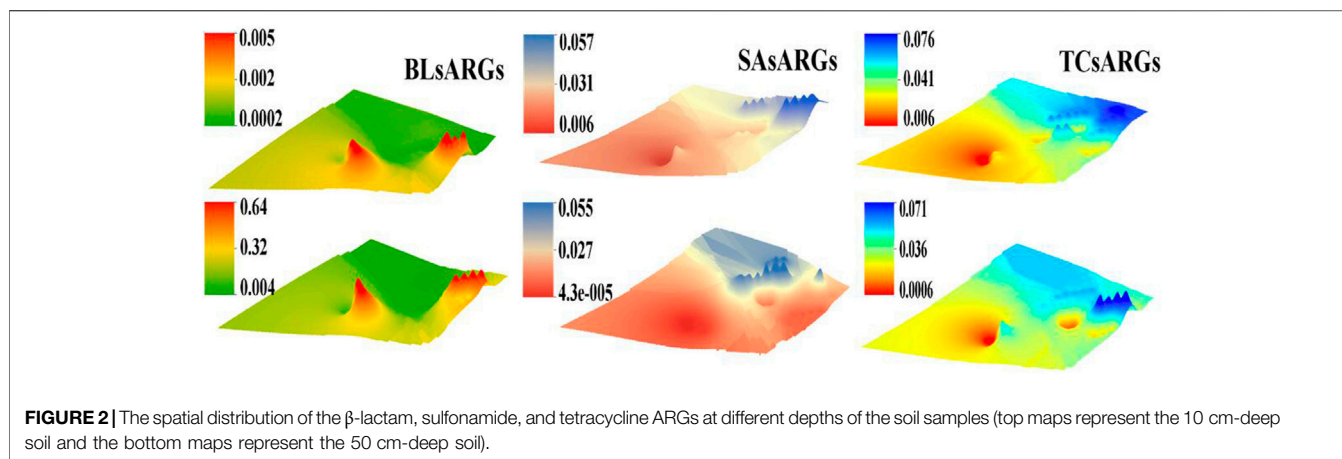 0.005
0.002
0.0002
BLsARGs
0.057
0.031
0.006
SAsARGs
0.076
0.041
0.006
TCsARGs
0.64
0.32
0.004
0.055
0.027
4.3e-005
0.071
0.036
0.0006
FIGURE 2 | The spatial distribution of the β-lactam, sulfonamide, and tetracycline ARGs at different depths of the soil samples (top maps represent the 10 cm-deep
soil and the bottom maps represent the 50 cm-deep soil).